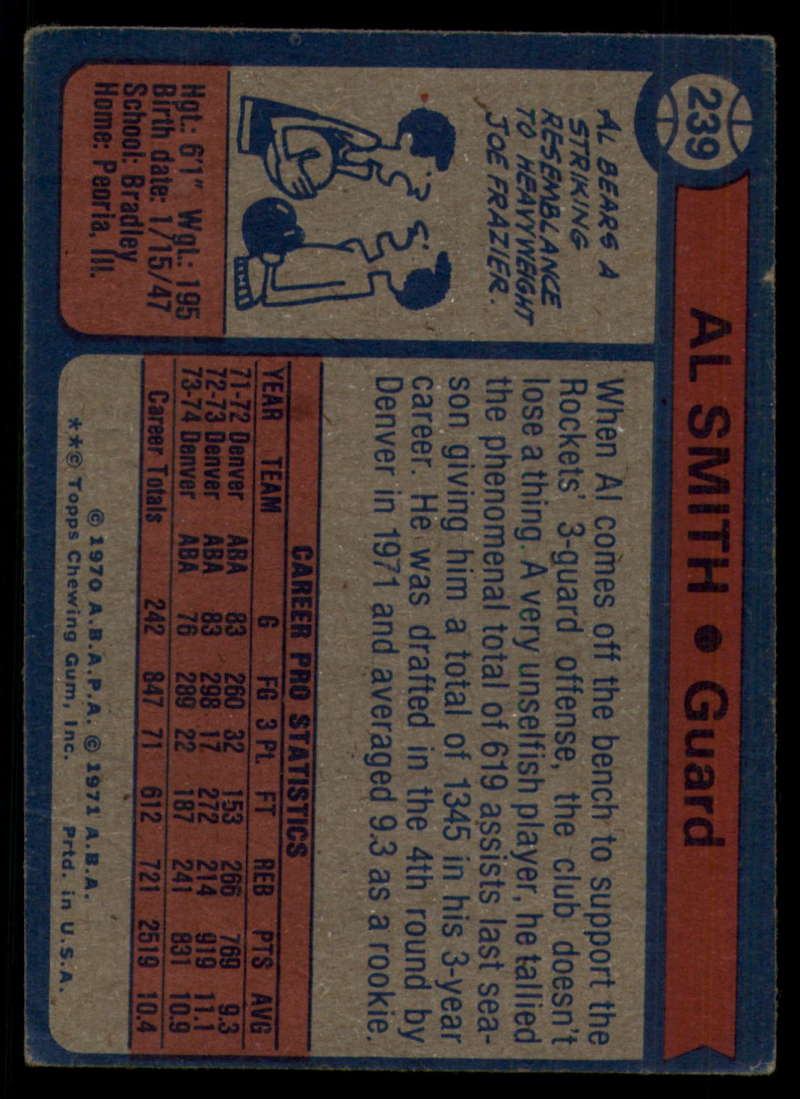 239
AL SMITH • Guard
AL BEARS A
STRIKING
RESEMBLANCE
TO HEAVYWEIGHT
JOE FRAZIER.
Hgt.: 6'1" Wgt.: 195
Birth date: 1/15/47
School: Bradley
Home: Peoria, Ill.
When Al comes off the bench to support the
Rockets' 3-guard offense, the club doesn't
lose a thing. A very unselfish player, he tallied
the phenomenal total of 619 assists last sea-
son giving him a total of 1345 in his 3-year
career. He was drafted in the 4th round by
Denver in 1971 and averaged 9.3 as a rookie.
CAREER PRO STATISTICS
YEAR TEAM G FG 3 Pt. FT REB PTS AVG
71-72 Denver ABA 83 260 32 153 266 769 9.3
72-73 Denver ABA 83 298 17 272 214 919 11.1
73-74 Denver ABA 76 289 22 187 241 831 10.9
Career Totals 242 847 71 612 721 2519 10.4
© 1970 A.B.A.P.A. © 1971 A.B.A.
**© Topps Chewing Gum, Inc. Prtd. in U.S.A.